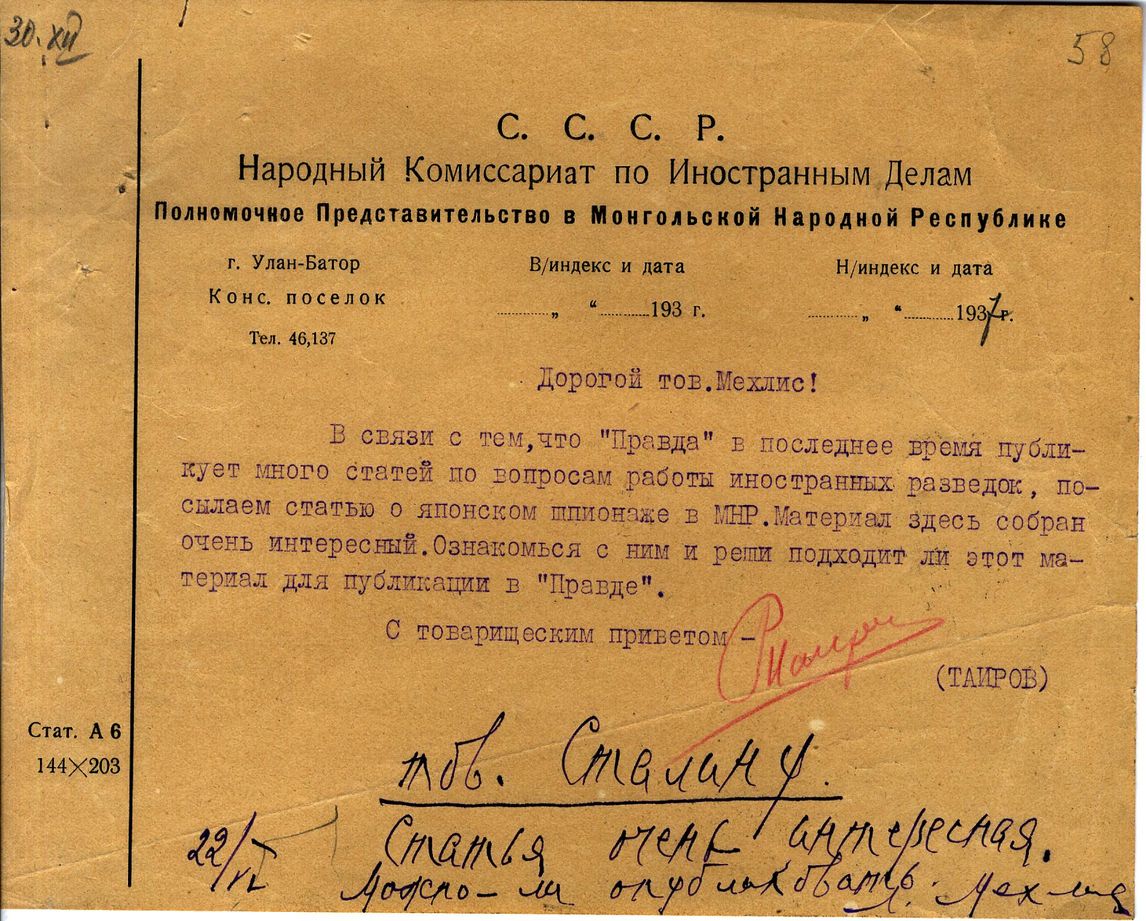 30.XII
58
С. С. С. Р.
Народный Комиссариат по Иностранным Делам
Полномочное Представительство в Монгольской Народной Республике
г. Улан-Батор
Конс. поселок
Тел. 46,137
В/индекс и дата
„ “ 193 г.
Н/индекс и дата
„ “ 1937г.
Дорогой тов.Мехлис!
В связи с тем,что "Правда" в последнее время публи-
кует много статей по вопросам работы иностранных разведок, по-
сылаем статью о японском шпионаже в МНР.Материал здесь собран
очень интересный.Ознакомься с ним и реши подходит ли этот ма-
териал для публикации в "Правде".
С товарищеским приветом –
Таиров
(ТАИРОВ)
Стат. А 6
144×203
тов. Сталину.
Статья очень интересная.
Можно-ли опубликовать. Л. Мехлис